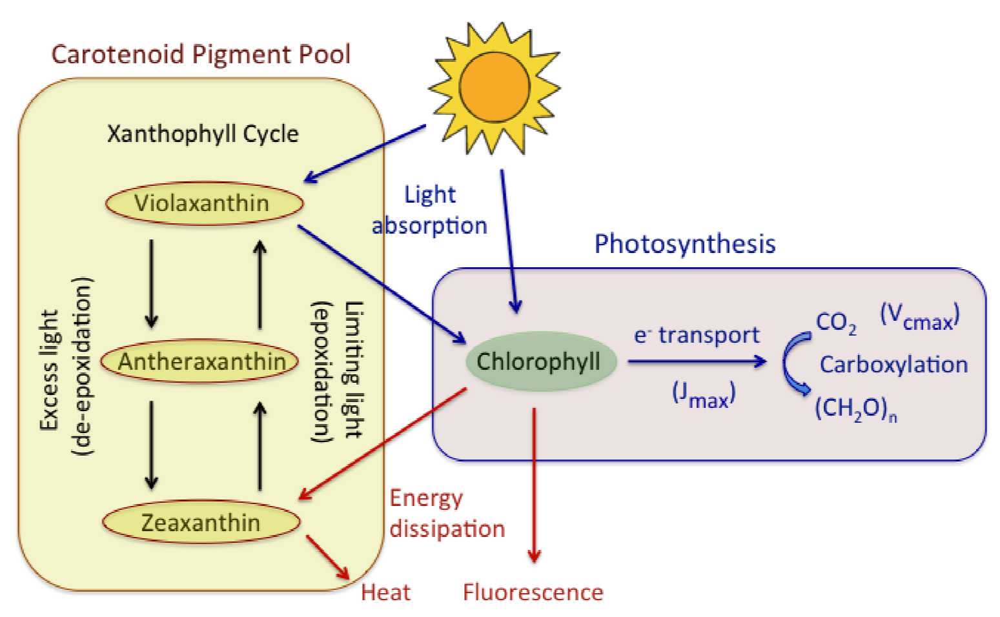 Carotenoid Pigment Pool
Xanthophyll Cycle
Violaxanthin
Light
absorption
Excess light
(de-epoxidation)
Limiting light
(epoxidation)
Antheraxanthin
Zeaxanthin
Energy
dissipation
Heat
Fluorescence
Photosynthesis
Chlorophyll
e⁻ transport
(Jmax)
CO₂ (Vcmax)
Carboxylation
(CH₂O)ₙ